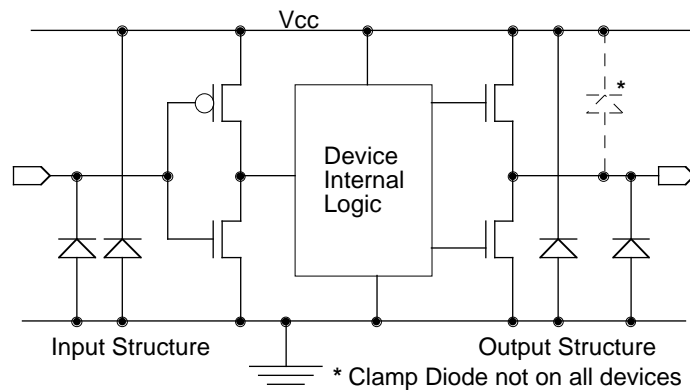 Vcc
*
Device
Internal
Logic
Input Structure
Output Structure
* Clamp Diode not on all devices